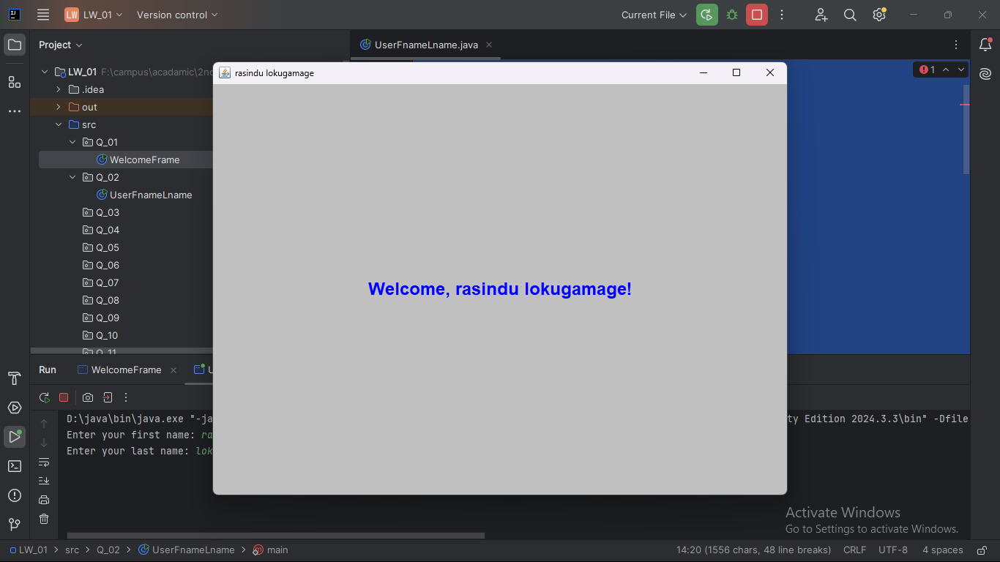 LW LW_01 Version control Current File
Project UserFnameLname.java
LW_01 F:\campus\acadamic\2nd
rasindu lokugamage
1
.idea
out
src
Q_01
WelcomeFrame
Q_02
UserFnameLname
Q_03
Q_04
Q_05
Q_06
Q_07
Welcome, rasindu lokugamage!
Q_08
Q_09
Q_10
Q_11
Run WelcomeFrame U
D:\java\bin\java.exe "-ja
ty Edition 2024.3.3\bin" -Dfile
Enter your first name: ra
Enter your last name: lok
Activate Windows
Go to Settings to activate Windows.
LW_01 > src > Q_02 > UserFnameLname > main 14:20 (1556 chars, 48 line breaks) CRLF UTF-8 4 spaces